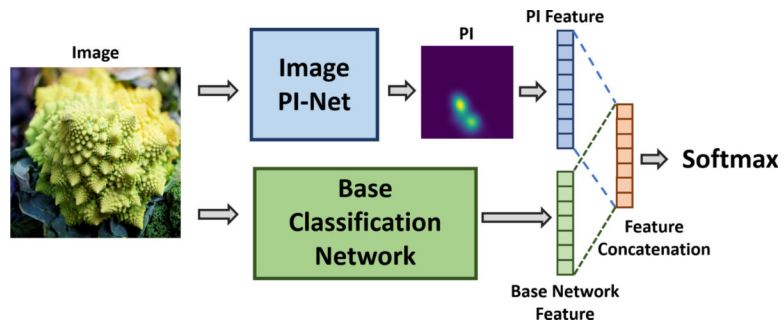 Image
Image
PI-Net
PI
PI Feature
Base
Classification
Network
Base Network
Feature
Feature
Concatenation
Softmax